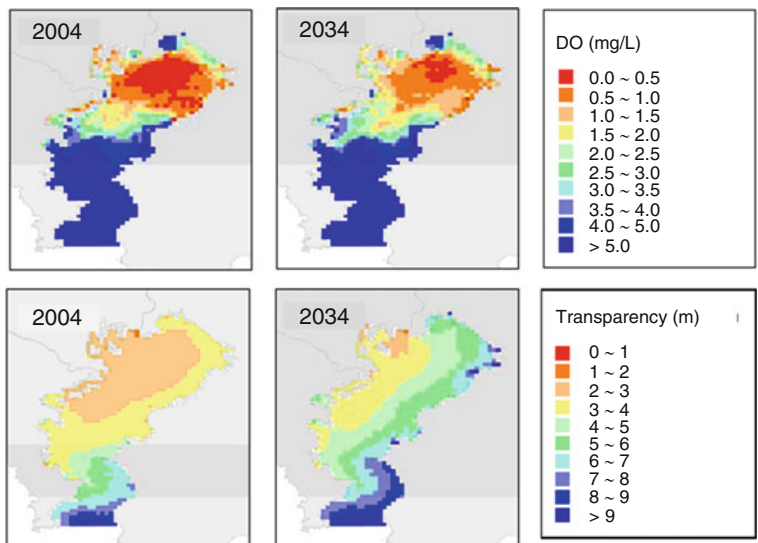 2004
2034
DO (mg/L)
0.0 ~ 0.5
0.5 ~ 1.0
1.0 ~ 1.5
1.5 ~ 2.0
2.0 ~ 2.5
2.5 ~ 3.0
3.0 ~ 3.5
3.5 ~ 4.0
4.0 ~ 5.0
> 5.0
2004
2034
Transparency (m)
0 ~ 1
1 ~ 2
2 ~ 3
3 ~ 4
4 ~ 5
5 ~ 6
6 ~ 7
7 ~ 8
8 ~ 9
> 9